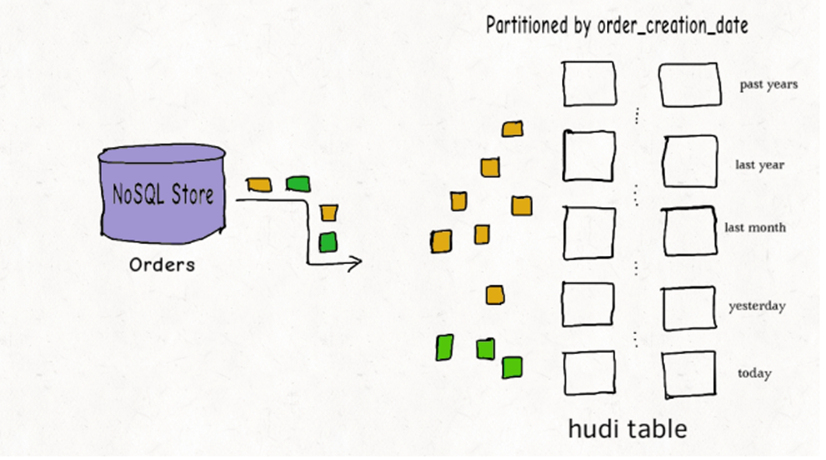 Partitioned by order_creation_date
past years
last year
NoSQL Store
last month
Orders
yesterday
today
hudi table